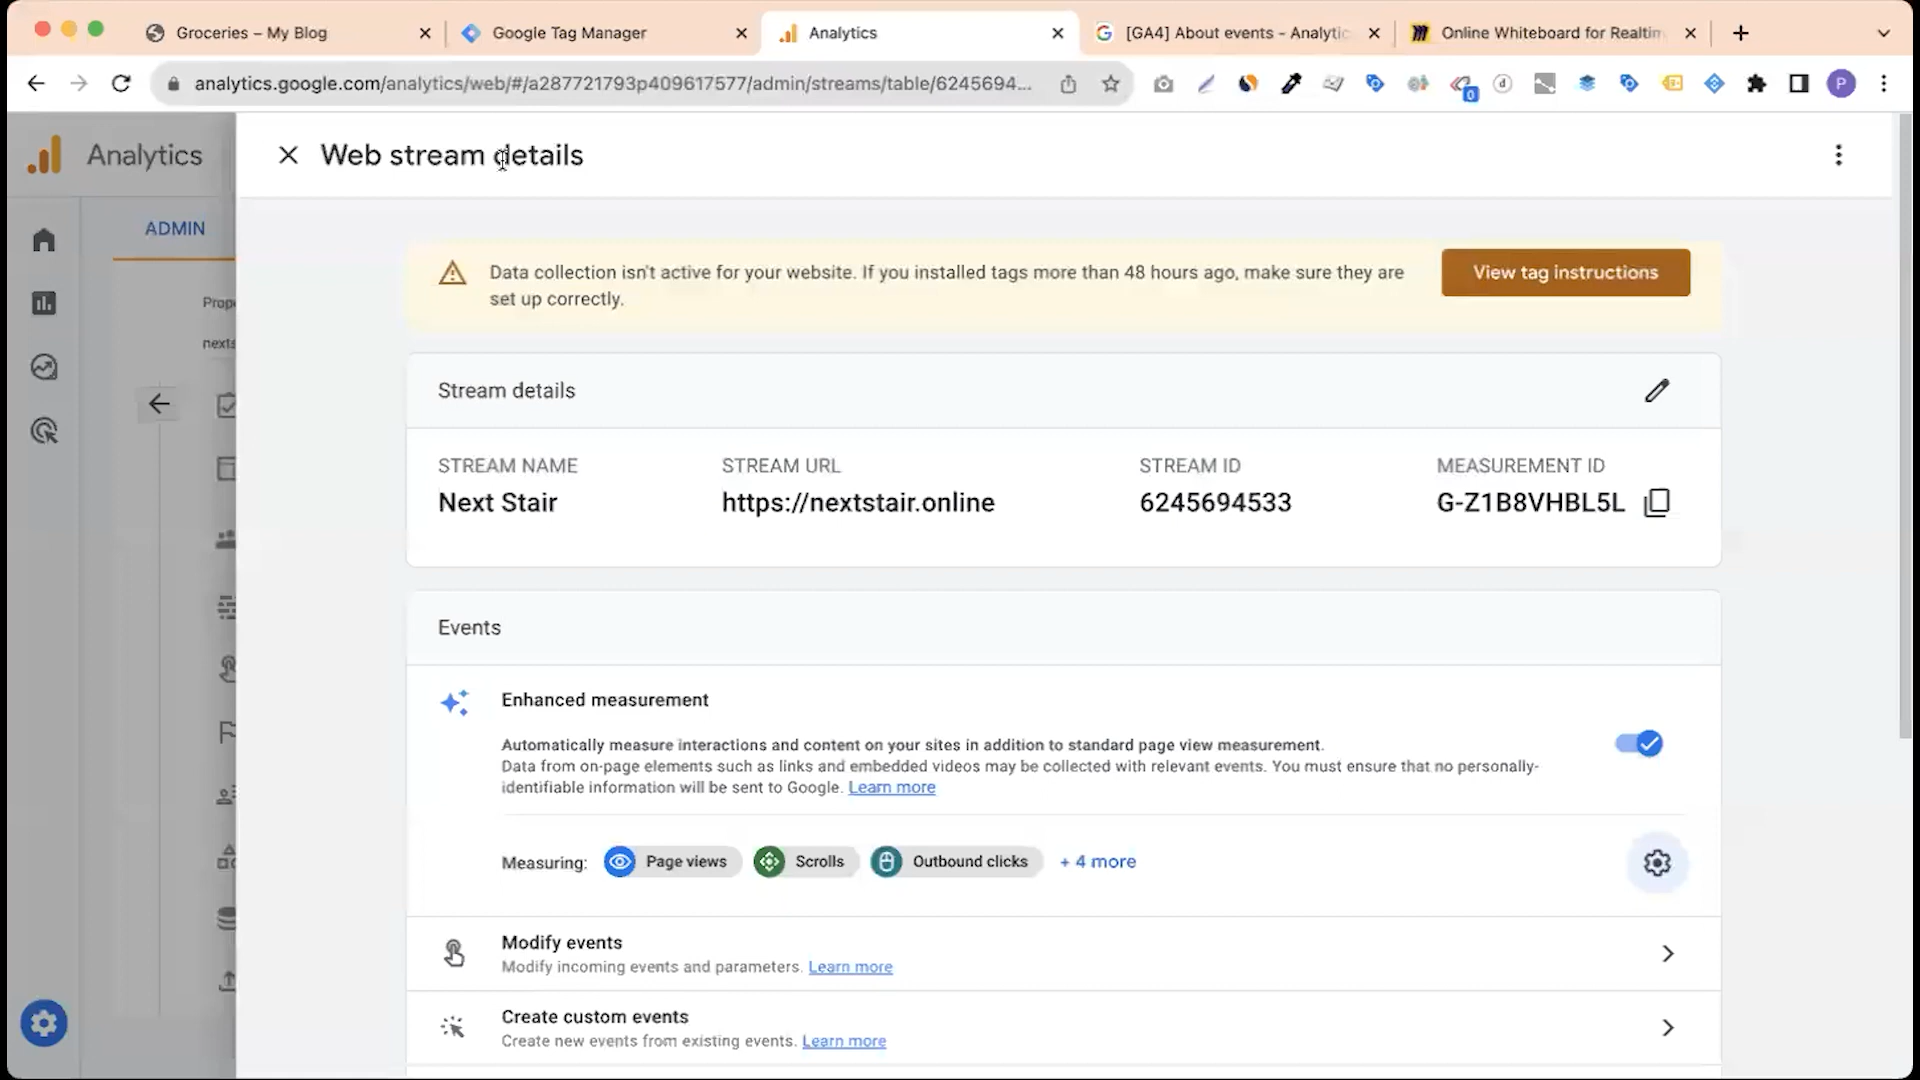 Groceries – My Blog
Google Tag Manager
Analytics
[GA4] About events - Analytic
Online Whiteboard for Realtim
analytics.google.com/analytics/web/#/a287721793p409617577/admin/streams/table/6245694...
0
d
P
Analytics
Web stream details
ADMIN
Data collection isn't active for your website. If you installed tags more than 48 hours ago, make sure they are
set up correctly.
View tag instructions
Prope
nexts
Stream details
STREAM NAME
STREAM URL
STREAM ID
MEASUREMENT ID
Next Stair
https://nextstair.online
6245694533
G-Z1B8VHBL5L
Events
Enhanced measurement
Automatically measure interactions and content on your sites in addition to standard page view measurement.
Data from on-page elements such as links and embedded videos may be collected with relevant events. You must ensure that no personally-
identifiable information will be sent to Google. Learn more
Measuring:
Page views
Scrolls
Outbound clicks
+ 4 more
Modify events
Modify incoming events and parameters. Learn more
Create custom events
Create new events from existing events. Learn more